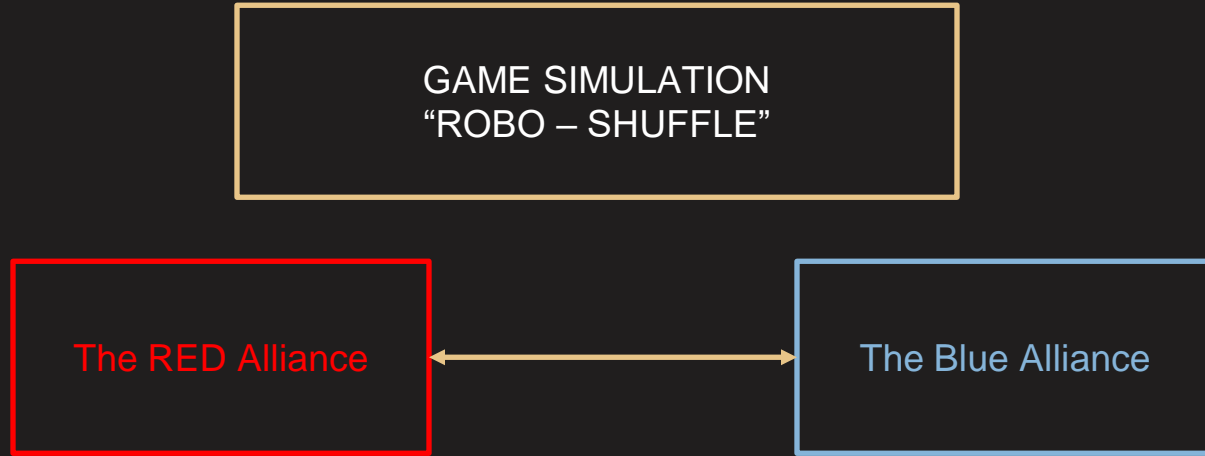 GAME SIMULATION
“ROBO – SHUFFLE”
The RED Alliance
The Blue Alliance